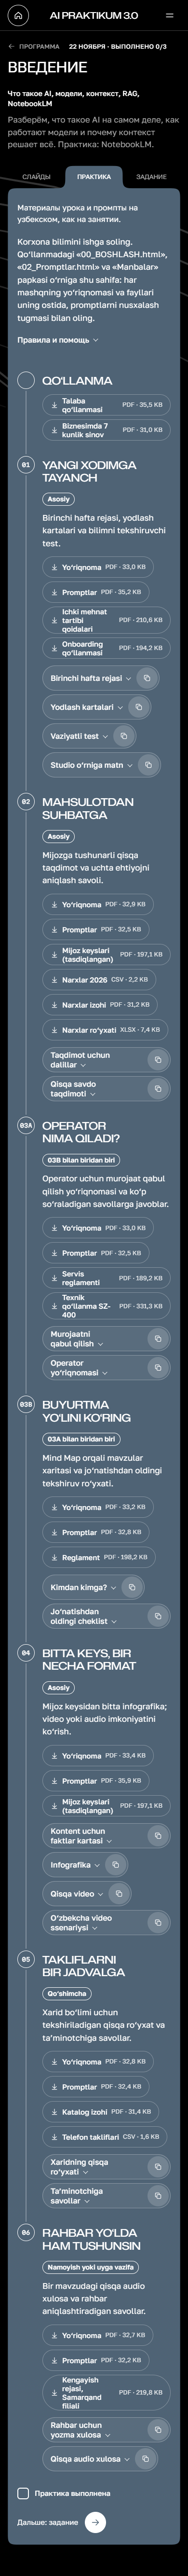 AI PRAKTIKUM 3.0
ПРОГРАММА
22 НОЯБРЯ · ВЫПОЛНЕНО 0/3
ВВЕДЕНИЕ
Что такое AI, модели, контекст, RAG,
NotebookLM
Разберём, что такое AI на самом деле, как
работают модели и почему контекст
решает всё. Практика: NotebookLM.
СЛАЙДЫ
ПРАКТИКА
ЗАДАНИЕ
Материалы урока и промпты на
узбекском, как на занятии.
Korxona bilimidagi ishga soling.
Qo‘llanmadagi «00_BOSHLASH.html»,
«02_Promptlar.html» va «Manbalar»
papkasi o‘rniga shu sahifa: har
mashqning yo‘riqnomasi va fayllari
uning ostida, promptlarni nusxalash
tugmasi bilan oling.
Правила и помощь
QO‘LLANMA
Talaba
qo‘llanmasi
PDF · 35,5 KB
Biznesimda 7
kunlik sinov
PDF · 31,0 KB
01
YANGI XODIMGA
TAYANCH
Asosiy
Birinchi hafta rejasi, yodlash
kartalari va bilimni tekshiruvchi
test.
Yo‘riqnoma PDF · 33,0 KB
Promptlar PDF · 35,2 KB
Ichki mehnat
tartibi
qoidalari
PDF · 210,6 KB
Onboarding
qo‘llanmasi
PDF · 194,2 KB
Birinchi hafta rejasi
Yodlash kartalari
Vaziyatli test
Studio o‘rniga matn
02
MAHSULOTDAN
SUHBATGA
Asosiy
Mijozga tushunarli qisqa
taqdimot va uchta ehtiyojni
aniqlash savoli.
Yo‘riqnoma PDF · 32,9 KB
Promptlar PDF · 32,5 KB
Mijoz keyslari
(tasdiqlangan)
PDF · 197,1 KB
Narxlar 2026 CSV · 2,2 KB
Narxlar izohi PDF · 31,2 KB
Narxlar ro‘yxati XLSX · 7,4 KB
Taqdimot uchun
dalillar
Qisqa savdo
taqdimoti
03A
OPERATOR
NIMA QILADI?
03B bilan biridan biri
Operator uchun murojaat qabul
qilish yo‘riqnomasi va ko‘p
so‘raladigan savollarga javoblar.
Yo‘riqnoma PDF · 33,0 KB
Promptlar PDF · 32,5 KB
Servis
reglamenti
PDF · 189,2 KB
Texnik
qo‘llanma SZ-
400
PDF · 331,3 KB
Murojaatni
qabul qilish
Operator
yo‘riqnomasi
03B
BUYURTMA
YO‘LINI KO‘RING
03A bilan biridan biri
Mind Map orqali mavzular
xaritasi va jo‘natishdan oldingi
tekshiruv ro‘yxati.
Yo‘riqnoma PDF · 33,2 KB
Promptlar PDF · 32,8 KB
Reglament PDF · 198,2 KB
Kimdan kimga?
Jo‘natishdan
oldingi cheklist
04
BITTA KEYS, BIR
NECHA FORMAT
Asosiy
Mijoz keysidan bitta infografika;
video yoki audio imkoniyatini
ko‘rish.
Yo‘riqnoma PDF · 33,4 KB
Promptlar PDF · 35,9 KB
Mijoz keyslari
(tasdiqlangan)
PDF · 197,1 KB
Kontent uchun
faktlar kartasi
Infografika
Qisqa video
O‘zbekcha video
ssenariysi
05
TAKLIFLARNI
BIR JADVALGA
Qo‘shimcha
Xarid bo‘limi uchun
tekshiriladigan qisqa ro‘yxat va
ta’minotchiga savollar.
Yo‘riqnoma PDF · 32,8 KB
Promptlar PDF · 32,4 KB
Katalog izohi PDF · 31,4 KB
Telefon takliflari CSV · 1,6 KB
Xaridning qisqa
ro‘yxati
Ta’minotchiga
savollar
06
RAHBAR YO‘LDA
HAM TUSHUNSIN
Namoyish yoki uyga vazifa
Bir mavzudagi qisqa audio
xulosa va rahbar
aniqlashtiradigan savollar.
Yo‘riqnoma PDF · 32,7 KB
Promptlar PDF · 32,2 KB
Kengayish
rejasi,
Samarqand
filiali
PDF · 219,8 KB
Rahbar uchun
yozma xulosa
Qisqa audio xulosa
Практика выполнена
Дальше: задание